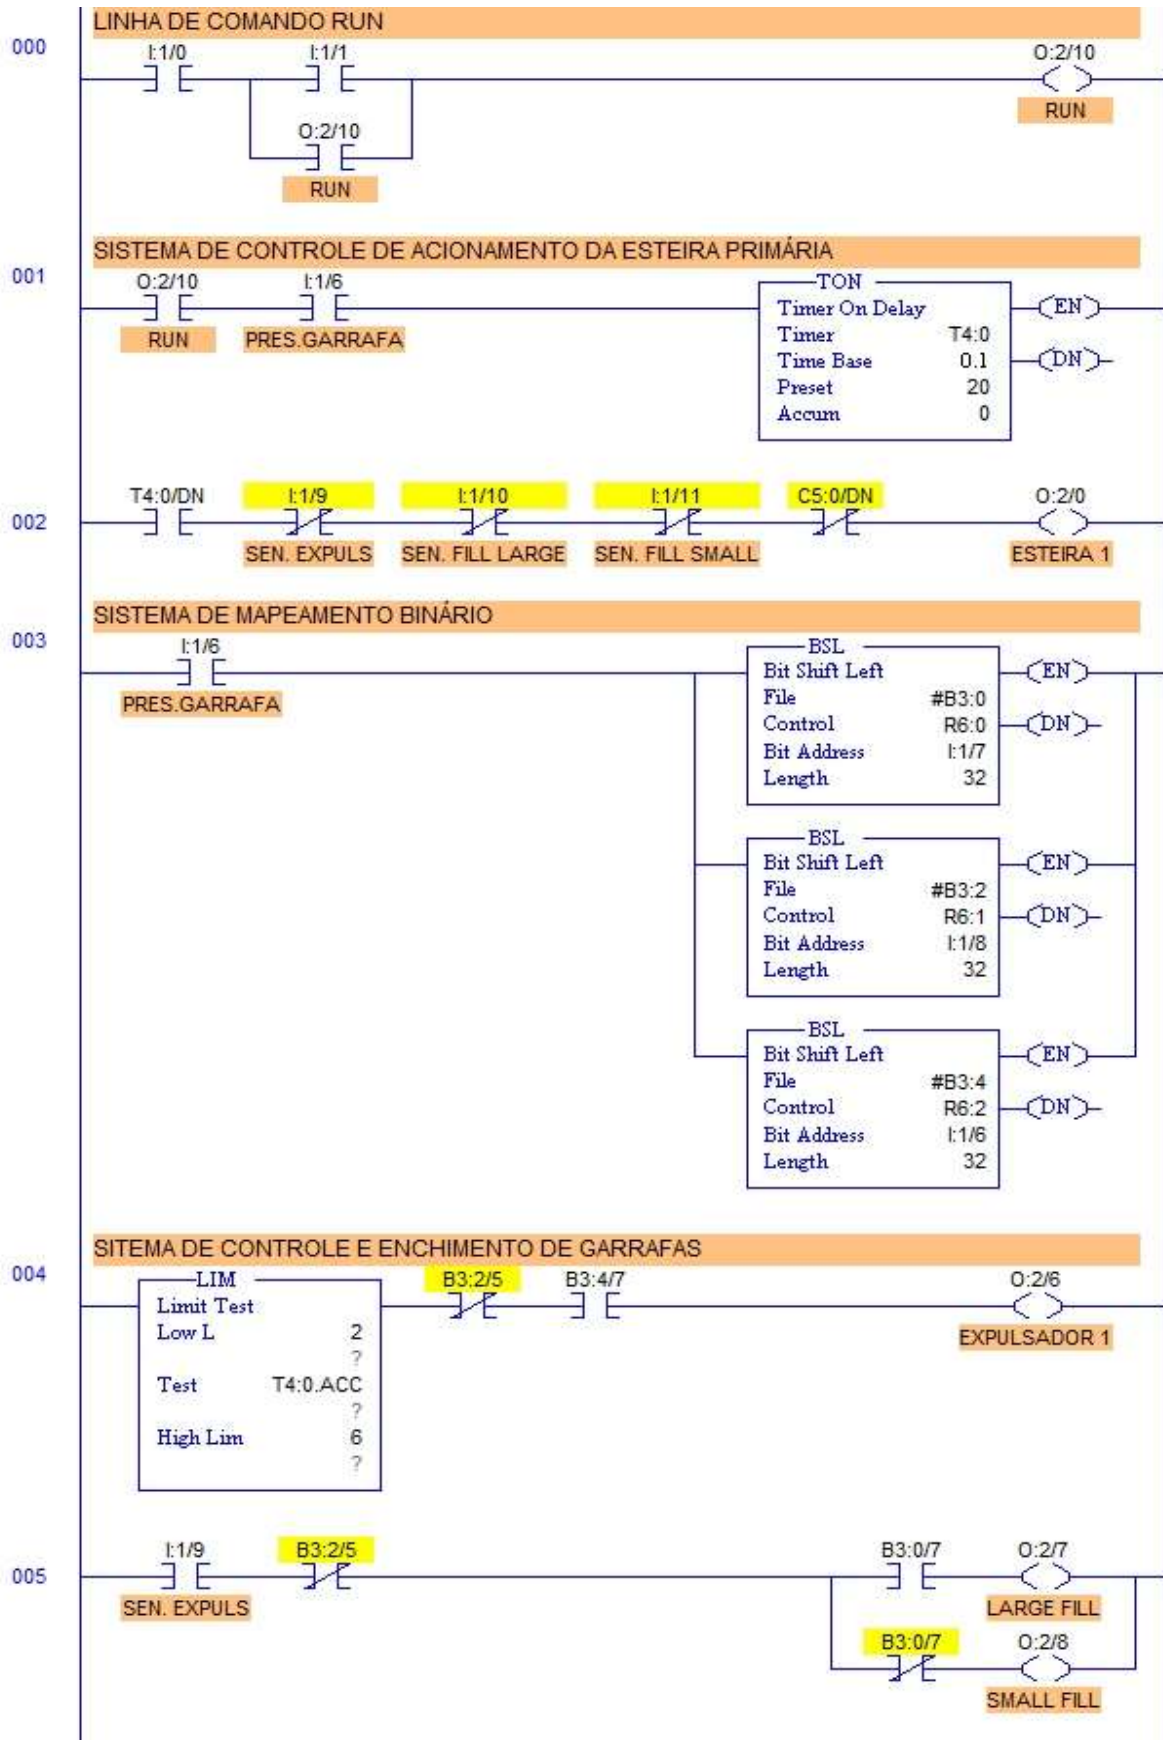 LINHA DE COMANDO RUN
000
I:1/0 I:1/1 O:2/10
RUN
O:2/10
RUN
SISTEMA DE CONTROLE DE ACIONAMENTO DA ESTEIRA PRIMÁRIA
001
O:2/10 I:1/6
RUN PRES.GARRAFA
TON
Timer On Delay
Timer T4:0
Time Base 0.1
Preset 20
Accum 0
EN
DN
T4:0/DN I:1/9 I:1/10 I:1/11 C5:0/DN O:2/0
002
SEN. EXPULS SEN. FILL LARGE SEN. FILL SMALL ESTEIRA 1
SISTEMA DE MAPEAMENTO BINÁRIO
003
I:1/6
PRES.GARRAFA
BSL
Bit Shift Left
File #B3:0
Control R6:0
Bit Address I:1/7
Length 32
EN
DN
BSL
Bit Shift Left
File #B3:2
Control R6:1
Bit Address I:1/8
Length 32
EN
DN
BSL
Bit Shift Left
File #B3:4
Control R6:2
Bit Address I:1/6
Length 32
EN
DN
SITEMA DE CONTROLE E ENCHIMENTO DE GARRAFAS
004
LIM
Limit Test
Low L 2
?
Test T4:0.ACC
?
High Lim 6
?
B3:2/5 B3:4/7 O:2/6
EXPULSADOR 1
I:1/9 B3:2/5 B3:0/7 O:2/7
005
SEN. EXPULS LARGE FILL
B3:0/7 O:2/8
SMALL FILL